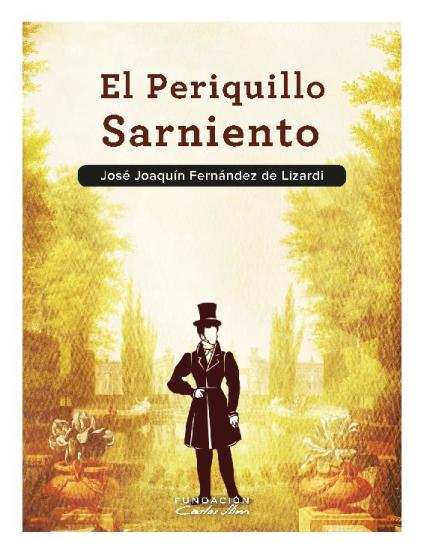 El Periquillo
Sarniento
José Joaquín Fernández de Lizardi
FUNDACIÓN
Carlos Slim